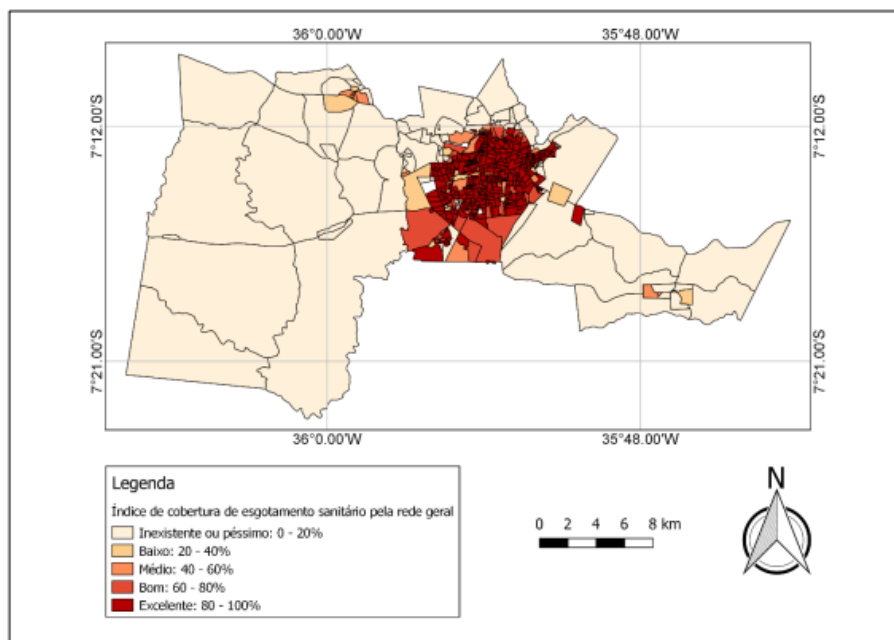 36°0.00'W 35°48.00'W
7°12.00'S 7°12.00'S
7°21.00'S 7°21.00'S
36°0.00'W 35°48.00'W
Legenda
Índice de cobertura de esgotamento sanitário pela rede geral
Inexistente ou péssimo: 0 - 20%
Baixo: 20 - 40%
Médio: 40 - 60%
Bom: 60 - 80%
Excelente: 80 - 100%
0 2 4 6 8 km
N